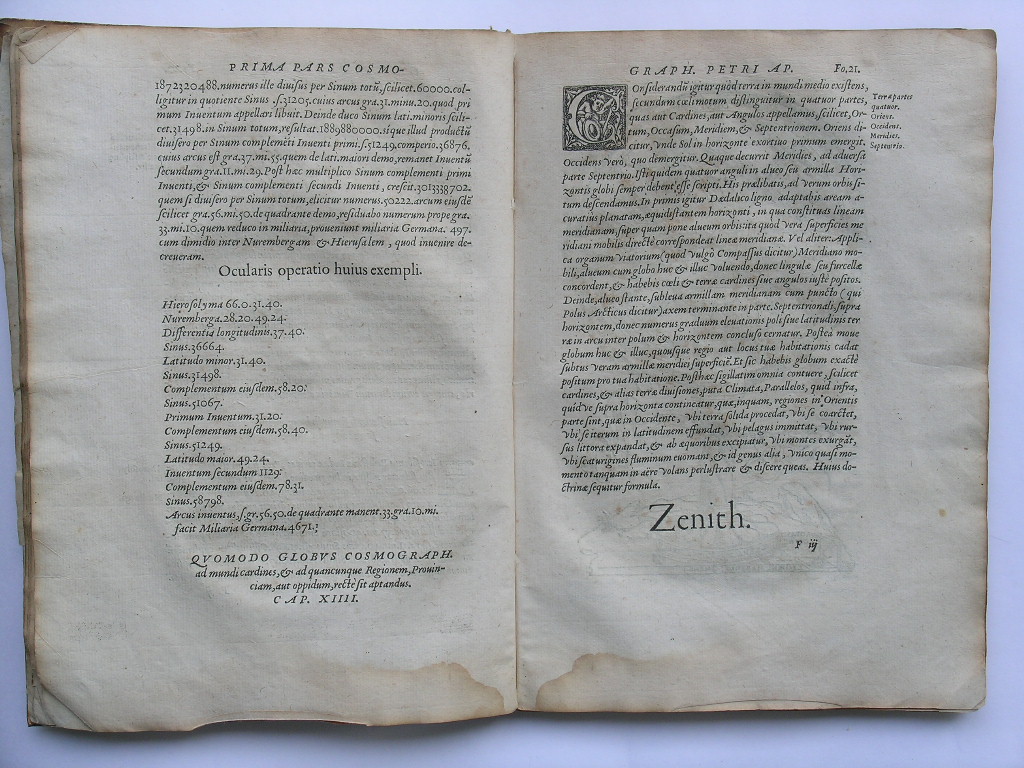 PRIMA PARS COSMO-
1872320488.numerus ille diuisus per Sinum totũ, scilicet.60000.col-
ligitur in quotiente Sinus .s.31205.cuius arcus gra.31.minu.20.quod pri
mum Inuentum appellari libuit. Deinde duco Sinum lati.minoris scili-
cet.31498.in Sinum totum, resultat.1889880000. sique illud productũ
diuisero per Sinum complemẽti Inuenti primi.s.51249.comperio.36876.
cuius arcus est gra.37.mi.55.quem de lati.maiori demo, remanet Inuentũ
secundum gra.11.mi.29. Post hæc multiplico Sinum complementi primi
Inuenti,& Sinum complementi secundi Inuenti, crescit.3013338702.
quem si diuisero per Sinum totum, elicitur numerus.50222.arcum eiusdẽ
scilicet gra.56.mi.50.de quadrante demo, residuabo numerum prope gra.
33.mi.10.quem reduco in miliaria, proueniunt miliaria Germana. 497.
cum dimidio inter Nurembergam & Hierusalem , quod inuenire de-
creueram.
Ocularis operatio huius exempli.
Hierosolyma 66.0.31.40.
Nuremberga.28.20.49.24.
Differentia longitudinis.37.40.
Sinus.36664.
Latitudo minor.31.40.
Sinus.31498.
Complementum eiusdem.58.20.
Sinus.51067.
Primum Inuentum.31.20.
Complementum eiusdem.58.40.
Sinus.51249.
Latitudo maior.49.24.
Inuentum secundum 1129.
Complementum eiusdem.78.31.
Sinus.58798.
Arcus inuentus.s.gr.56.50.de quadrante manent.33.gra.10.mi.
facit Miliaria Germana.4671.;
QVOMODO GLOBVS COSMOGRAPH.
ad mundi cardines,& ad quancunque Regionem, Prouin-
ciam,aut oppidum,rectè sit aptandus.
CAP. XIIII.
GRAPH. PETRI AP. Fo.21.
COnsiderandũ igitur quòd terra in mundi medio existens,
secundum cœli motum distinguitur in quatuor partes,
quas aut Cardines, aut Angulos appellamus, scilicet, Or-
tum, Occasum, Meridiem, & Septentrionem. Oriens di-
citur, vnde Sol in horizonte exortiuo primum emergit.
Occidens verò, quo demergitur. Quaque decurrit Meridies, ad aduersa
parte Septentrio. Isti quidem quatuor anguli in alueo seu armilla Hori-
zontis globi semper debent esse scripti. His prælibatis, ad verum orbis si-
tum descendamus. In primis igitur Dædalico ligno adaptabis aream a-
curatius planatam, æquidistantem horizonti , in qua constituas lineam
meridianam, super quam pone alueum orbis: ita quod vera superficies me
ridiani mobilis directè correspondeat lineæ meridianæ. Vel aliter: Appli-
ca organum viatorum (quod vulgò Compassus dicitur) Meridiano mo-
bili, alueum cum globo huc & illuc voluendo, donec lingulæ seu furcellæ
concordent, & habebis cœli & terræ cardines siue angulos iustè positos.
Deinde, alueo stante, subleua armillam meridianam cum puncto ( qui
Polus Arcticus dicitur) axem terminante in parte. Septentrionali, supra
horizontem, donec numerus graduum eleuationis poli siue latitudinis ter
ræ in arcu inter polum & horizontem concluso cernatur. Postea moue
globum huc & illuc, quousque regio aut locus tuæ habitationis cadat
subtus veram armillæ meridiei superficiẽ. Et sic habebis globum exactè
positum pro tua habitatione. Post hæc sigillatim omnia contuere, scilicet
cardines,& alias terræ diuisiones, puta Climata, Parallelos, quid infra,
quid ve supra horizonta contineatur, quæ, inquam, regiones in Orientis
parte sint, quæ in Occidente, vbi terra solida procedat, vbi se coarctet,
vbi se iterum in latitudinem effundat, vbi pelagus immittat, vbi rur-
sus littora expandat,& ab æquoribus excipiatur, vbi montes exurgãt,
vbi scaturigines fluminum euomant, & id genus alia , vnico quasi mo-
mento tanquam in aëre volans perlustrare & discere queas. Huius do-
ctrinæ sequitur formula.
Terræ partes
quatuor.
Oriens.
Occidens.
Meridies.
Septentrio.
Zenith.
F iij